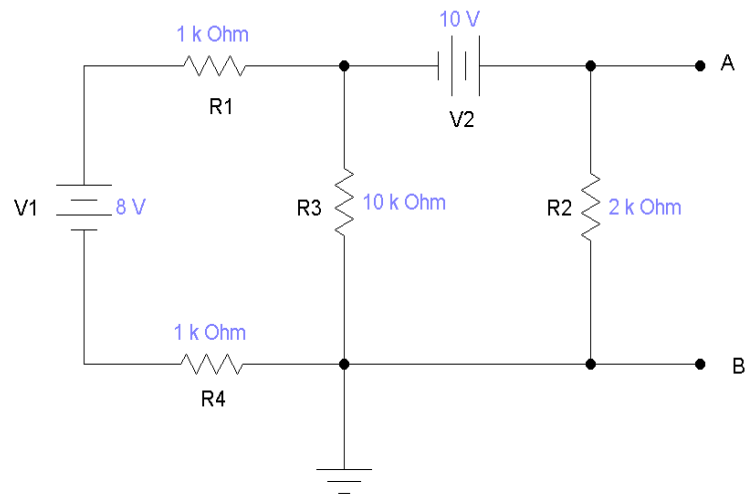 10 V
1 k Ohm
A
R1
V2
V1
8 V
R3
10 k Ohm
R2
2 k Ohm
1 k Ohm
B
R4